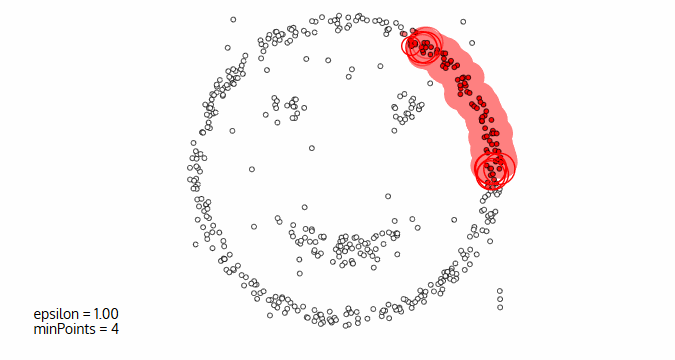 epsilon = 1.00
minPoints = 4